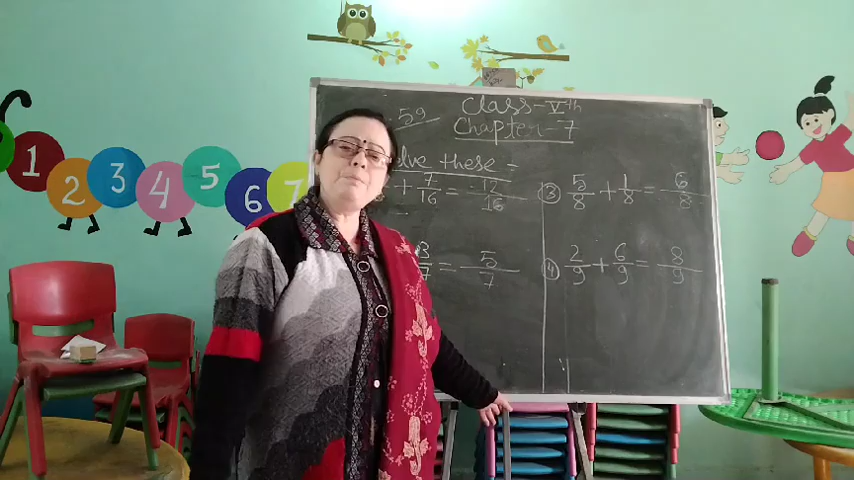 59
Class - Vth
Chapter - 7
lve these =
+ 7/16 = 12/16
3/7 = 5/7
③ 5/8 + 1/8 = 6/8
④ 2/9 + 6/9 = 8/9
1 2 3 4 5 6 7